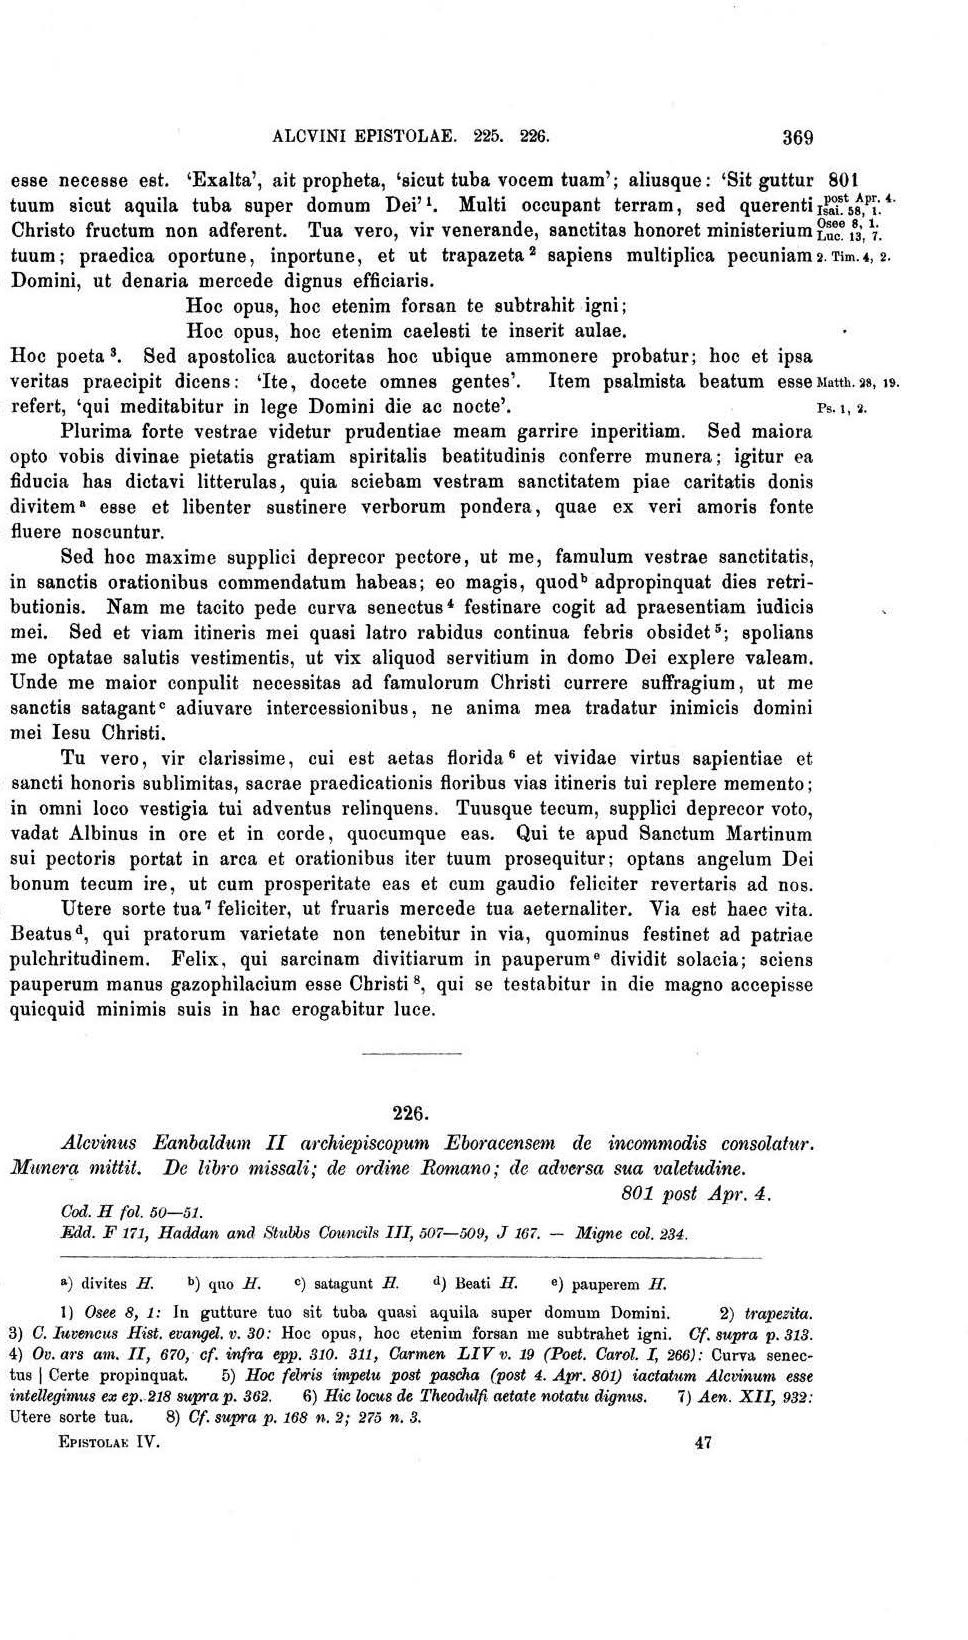 ALCVINI EPISTOLAE. 225. 226. 369
esse necesse est. ‘Exalta’, ait propheta, ‘sicut tuba vocem tuam’; aliusque: ‘Sit guttur 801
tuum sicut aquila tuba super domum Dei’ ¹. Multi occupant terram, sed querenti post Apr. 4. Isai. 58, 1.
Christo fructum non adferent. Tua vero, vir venerande, sanctitas honoret ministerium Osee 8, 1. Luc. 13, 7.
tuum; praedica oportune, inportune, et ut trapazeta ² sapiens multiplica pecuniam 2. Tim. 4, 2.
Domini, ut denaria mercede dignus efficiaris.
Hoc opus, hoc etenim forsan te subtrahit igni;
Hoc opus, hoc etenim caelesti te inserit aulae.
Hoc poeta ³. Sed apostolica auctoritas hoc ubique ammonere probatur; hoc et ipsa
veritas praecipit dicens: ‘Ite, docete omnes gentes’. Item psalmista beatum esse Matth. 28, 19.
refert, ‘qui meditabitur in lege Domini die ac nocte’. Ps. 1, 2.
Plurima forte vestrae videtur prudentiae meam garrire inperitiam. Sed maiora
opto vobis divinae pietatis gratiam spiritalis beatitudinis conferre munera; igitur ea
fiducia has dictavi litterulas, quia sciebam vestram sanctitatem piae caritatis donis
divitem ᵃ esse et libenter sustinere verborum pondera, quae ex veri amoris fonte
fluere noscuntur.
Sed hoc maxime supplici deprecor pectore, ut me, famulum vestrae sanctitatis,
in sanctis orationibus commendatum habeas; eo magis, quod ᵇ adpropinquat dies retri-
butionis. Nam me tacito pede curva senectus ⁴ festinare cogit ad praesentiam iudicis
mei. Sed et viam itineris mei quasi latro rabidus continua febris obsidet ⁵; spolians
me optatae salutis vestimentis, ut vix aliquod servitium in domo Dei explere valeam.
Unde me maior conpulit necessitas ad famulorum Christi currere suffragium, ut me
sanctis satagant ᶜ adiuvare intercessionibus, ne anima mea tradatur inimicis domini
mei Iesu Christi.
Tu vero, vir clarissime, cui est aetas florida ⁶ et vividae virtus sapientiae et
sancti honoris sublimitas, sacrae praedicationis floribus vias itineris tui replere memento;
in omni loco vestigia tui adventus relinquens. Tuusque tecum, supplici deprecor voto,
vadat Albinus in ore et in corde, quocumque eas. Qui te apud Sanctum Martinum
sui pectoris portat in arca et orationibus iter tuum prosequitur; optans angelum Dei
bonum tecum ire, ut cum prosperitate eas et cum gaudio feliciter revertaris ad nos.
Utere sorte tua ⁷ feliciter, ut fruaris mercede tua aeternaliter. Via est haec vita.
Beatus ᵈ, qui pratorum varietate non tenebitur in via, quominus festinet ad patriae
pulchritudinem. Felix, qui sarcinam divitiarum in pauperum ᵉ dividit solacia; sciens
pauperum manus gazophilacium esse Christi ⁸, qui se testabitur in die magno accepisse
quicquid minimis suis in hac erogabitur luce.
226.
Alcvinus Eanbaldum II archiepiscopum Eboracensem de incommodis consolatur.
Munera mittit. De libro missali; de ordine Romano; de adversa sua valetudine.
801 post Apr. 4.
Cod. H fol. 50—51.
Edd. F 171, Haddan and Stubbs Councils III, 507—509, J 167. — Migne col. 234.
ᵃ) divites H. ᵇ) quo H. ᶜ) satagunt H. ᵈ) Beati H. ᵉ) pauperem H.
1) Osee 8, 1: In gutture tuo sit tuba quasi aquila super domum Domini. 2) trapezita.
3) C. Iuvencus Hist. evangel. v. 30: Hoc opus, hoc etenim forsan me subtrahet igni. Cf. supra p. 313.
4) Ov. ars am. II, 670, cf. infra epp. 310. 311, Carmen LIV v. 19 (Poet. Carol. I, 266): Curva senec-
tus | Certe propinquat. 5) Hoc febris impetu post pascha (post 4. Apr. 801) iactatum Alcvinum esse
intellegimus ex ep. 218 supra p. 362. 6) Hic locus de Theodulfi aetate notatu dignus. 7) Aen. XII, 932:
Utere sorte tua. 8) Cf. supra p. 168 n. 2; 275 n. 3.
EPISTOLAE IV. 47